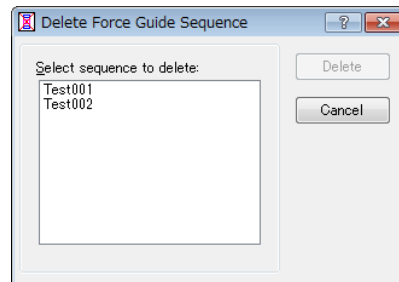 Delete Force Guide Sequence
Select sequence to delete:
Test001
Test002
Delete
Cancel